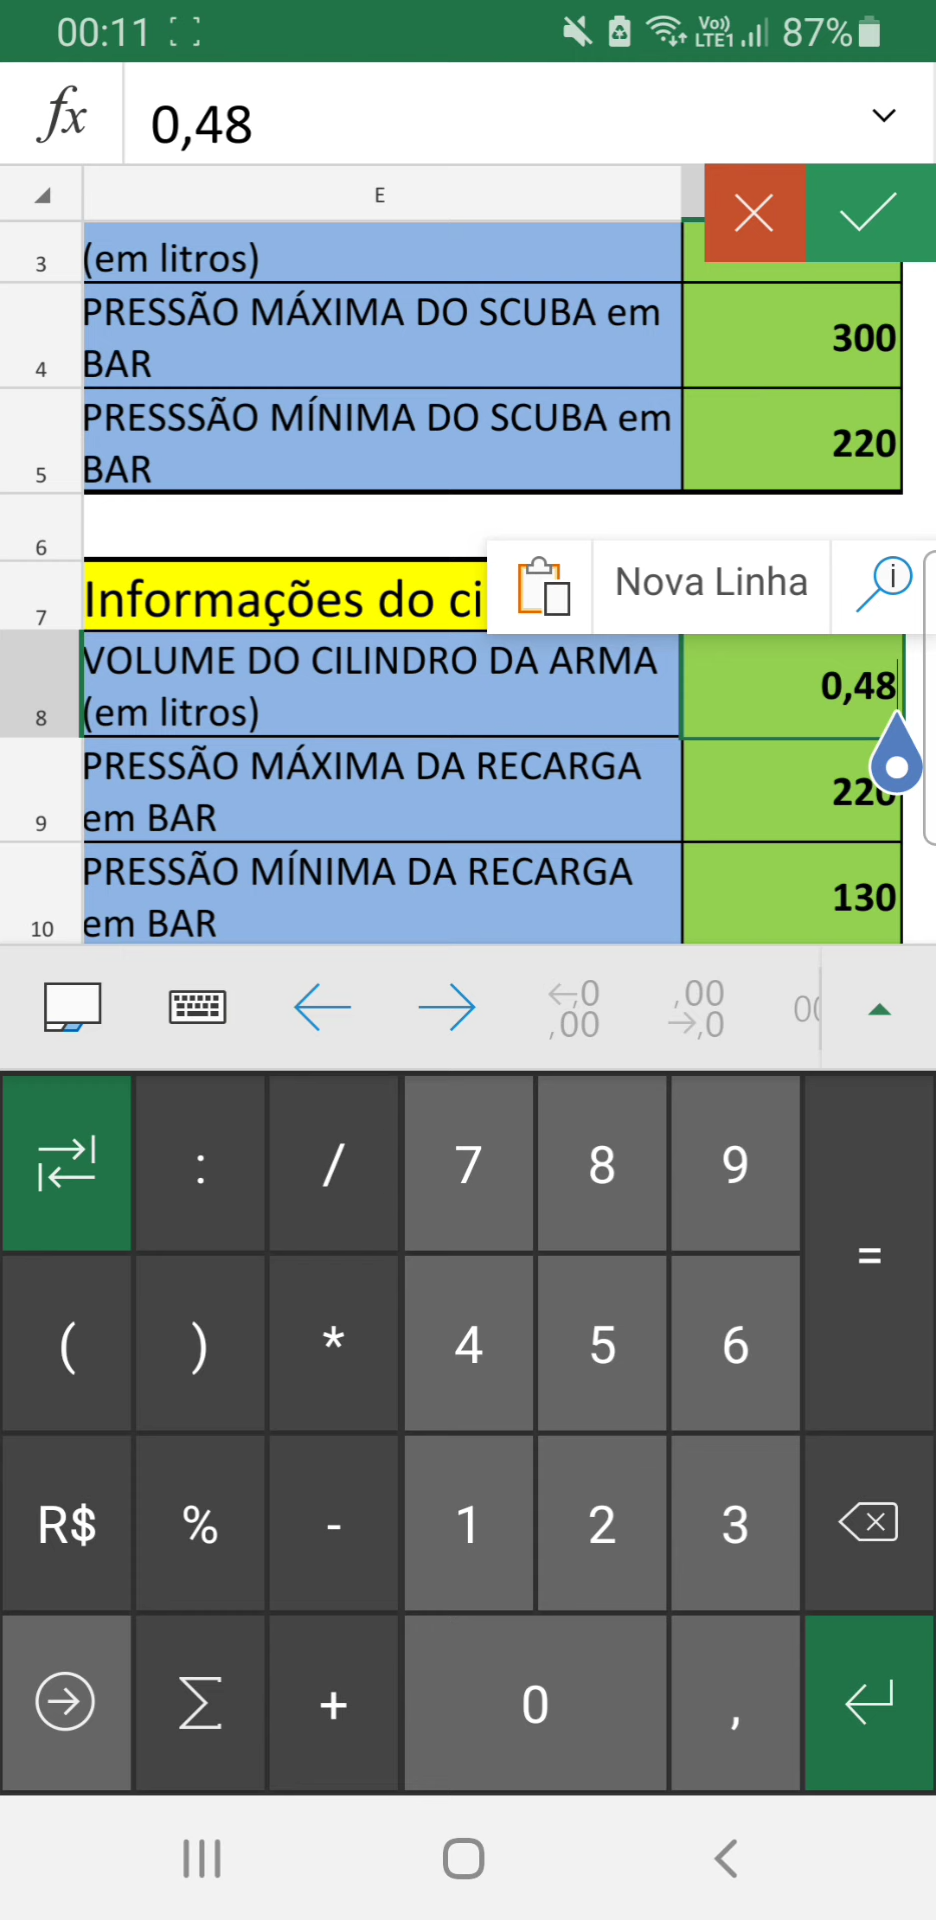 00:11 Vo)) LTE1 87%
fx 0,48
E
3 (em litros)
4 PRESSÃO MÁXIMA DO SCUBA em
BAR 300
5 PRESSSÃO MÍNIMA DO SCUBA em
BAR 220
6
7 Informações do ci
Nova Linha
8 VOLUME DO CILINDRO DA ARMA
(em litros) 0,48
9 PRESSÃO MÁXIMA DA RECARGA
em BAR 220
10 PRESSÃO MÍNIMA DA RECARGA
em BAR 130
←,0 ,00
,00 →,0
: / 7 8 9 =
( ) * 4 5 6
R$ % - 1 2 3
Σ + 0 ,